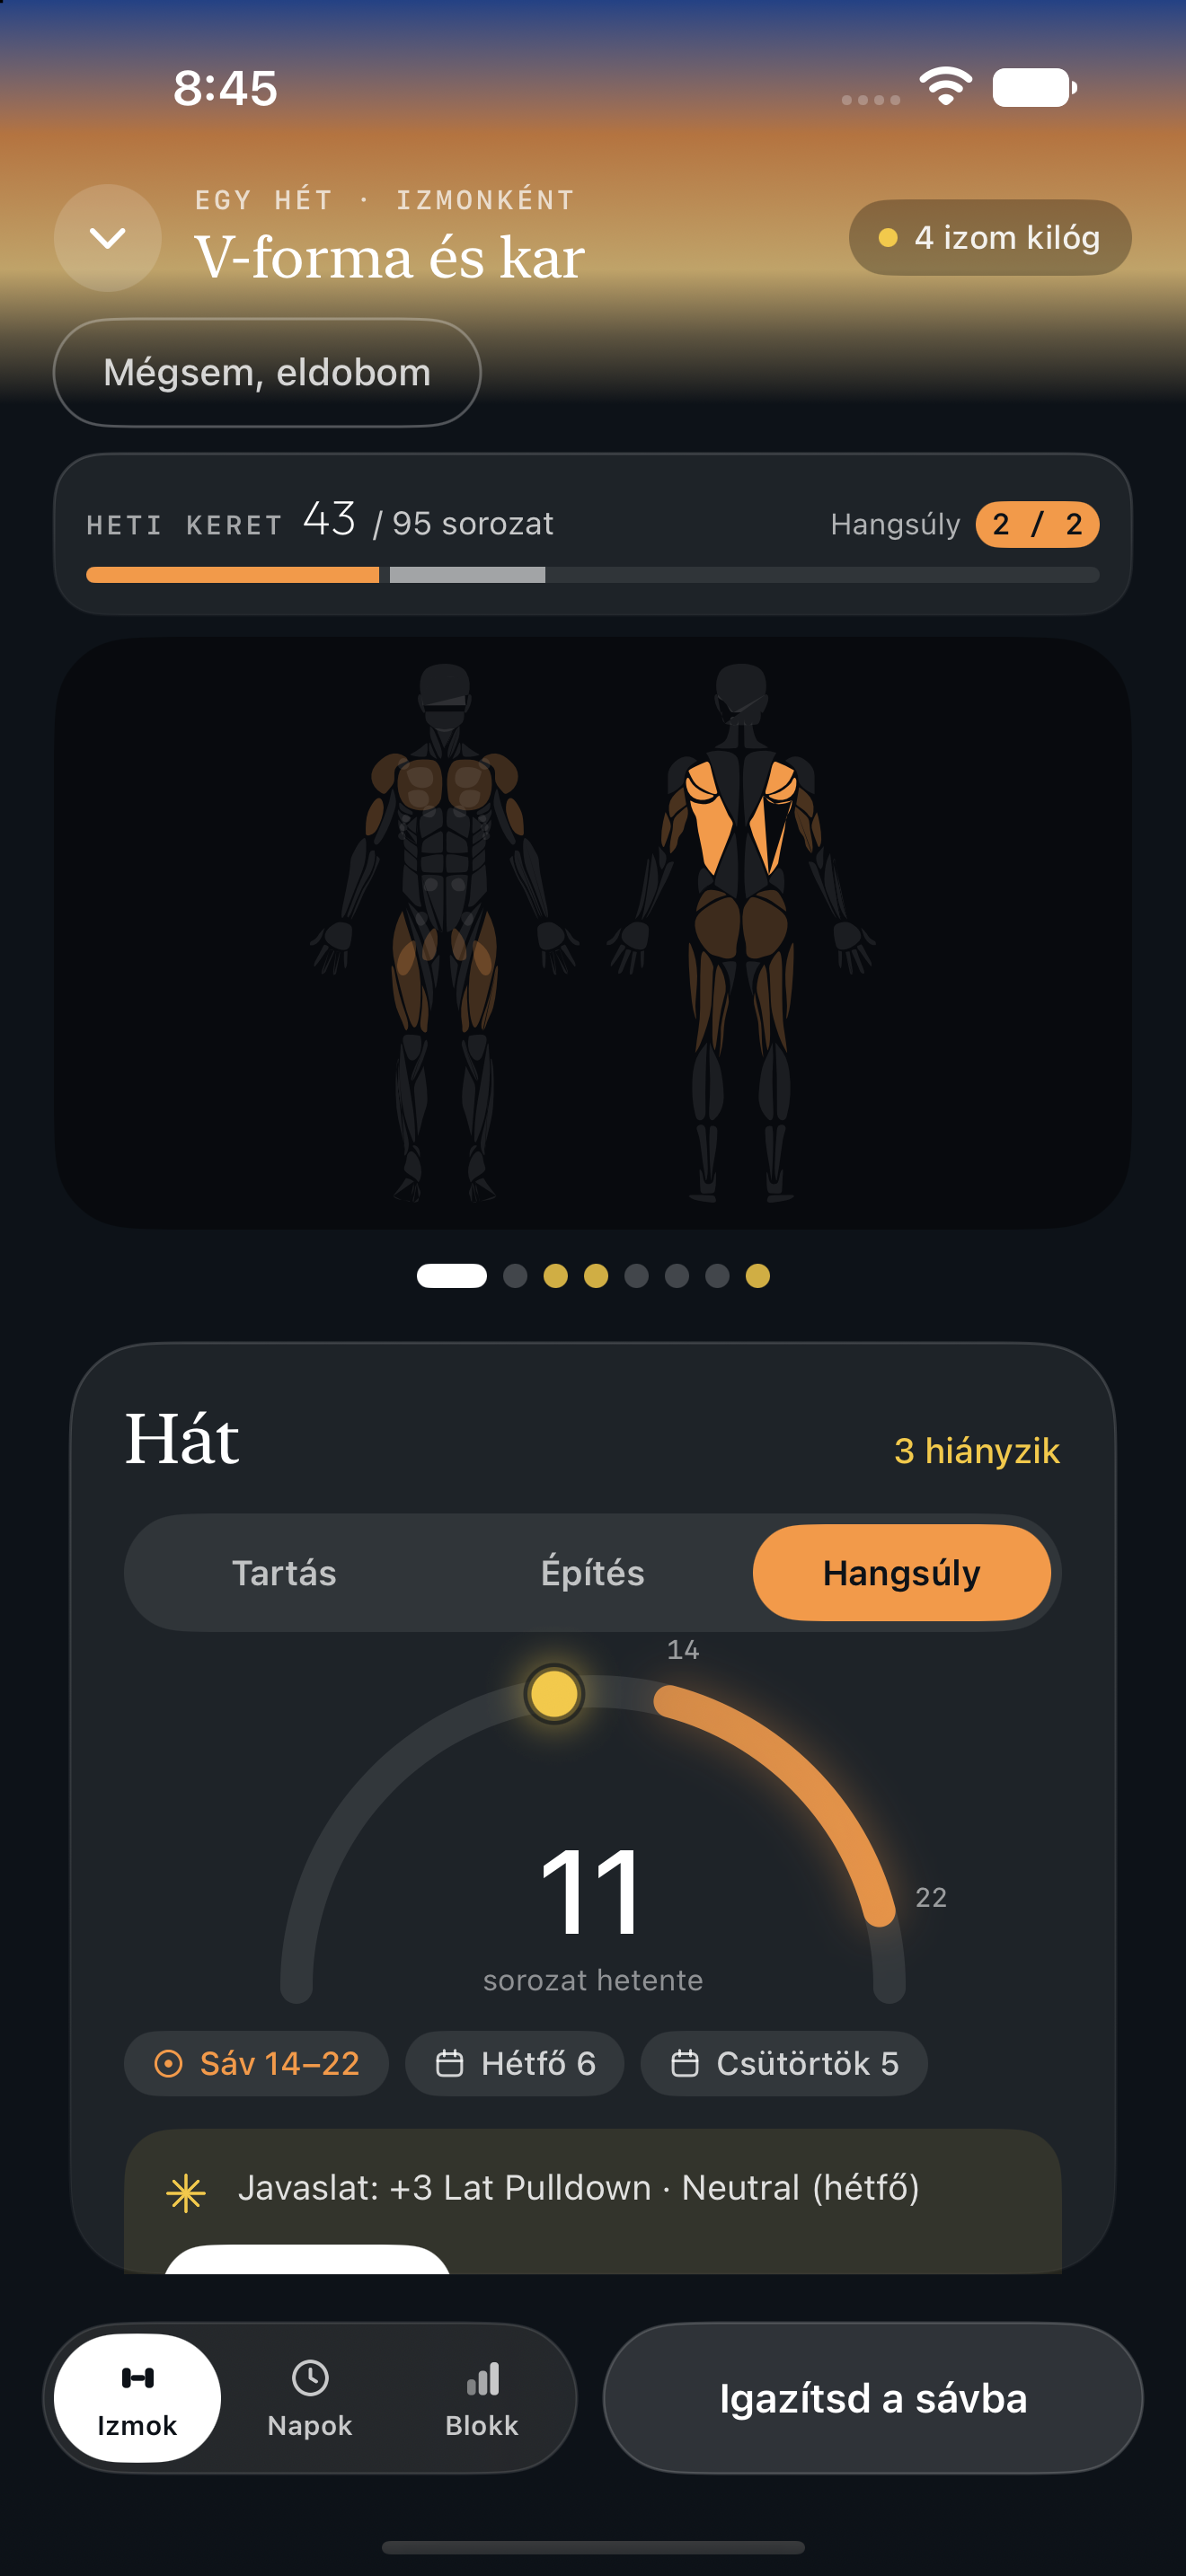 8:45
EGY HÉT · IZMONKÉNT
V-forma és kar
4 izom kilóg
Mégsem, eldobom
HETI KERET 43 / 95 sorozat
Hangsúly 2 / 2
Hát
3 hiányzik
Tartás
Építés
Hangsúly
14
22
11
sorozat hetente
Sáv 14–22
Hétfő 6
Csütörtök 5
Javaslat: +3 Lat Pulldown · Neutral (hétfő)
Izmok
Napok
Blokk
Igazítsd a sávba